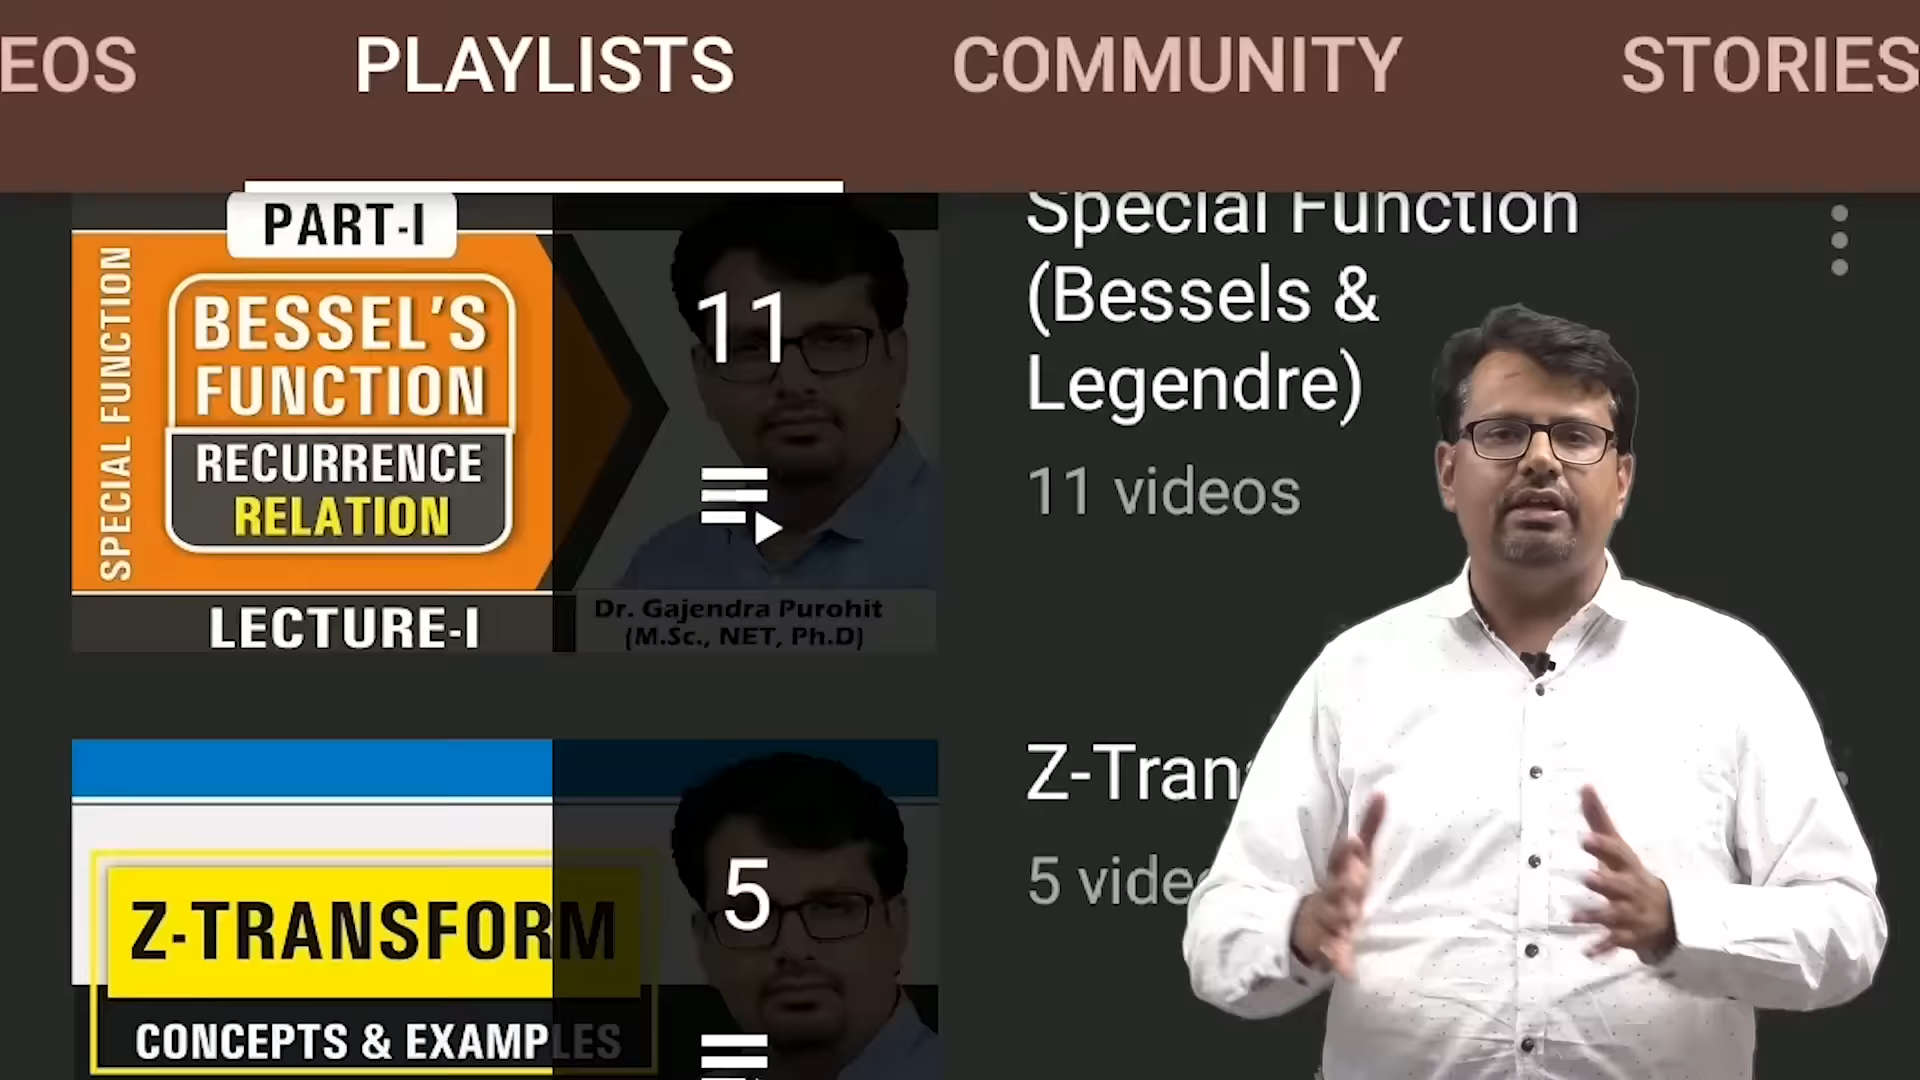 EOS
PLAYLISTS
COMMUNITY
STORIES
PART-I
SPECIAL FUNCTION
BESSEL'S
FUNCTION
RECURRENCE
RELATION
LECTURE-I
11
Dr. Gajendra Purohit
(M.Sc., NET, Ph.D)
Special Function
(Bessels &
Legendre)
11 videos
Z-TRANSFORM
CONCEPTS & EXAMPLES
5
Z-Tran
5 vide